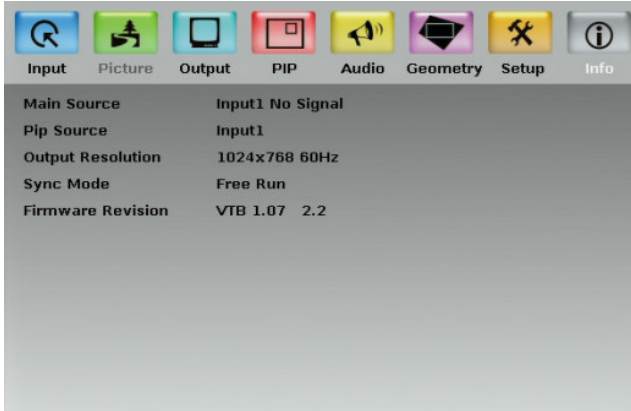 Input Picture Output PIP Audio Geometry Setup Info
Main Source Input1 No Signal
Pip Source Input1
Output Resolution 1024x768 60Hz
Sync Mode Free Run
Firmware Revision VTB 1.07 2.2